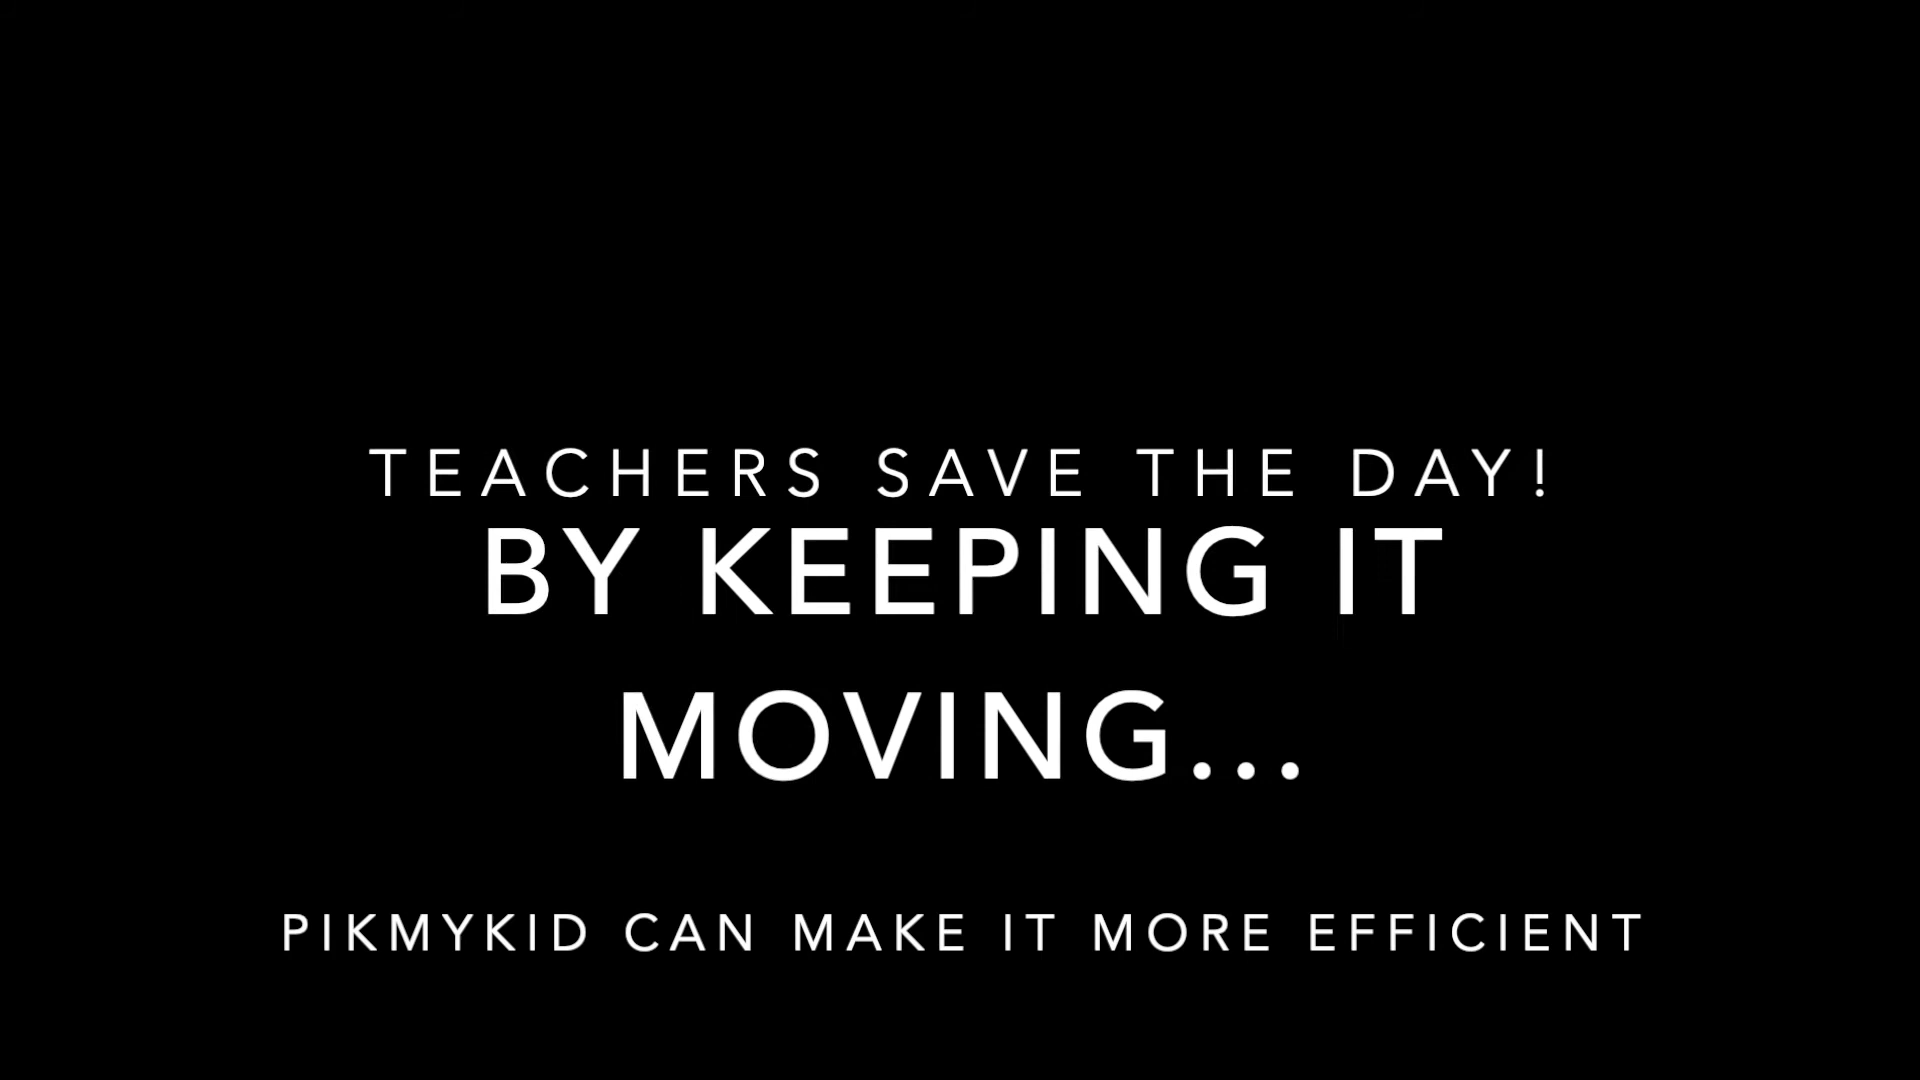 TEACHERS SAVE THE DAY!
BY KEEPING IT
MOVING...
PIKMYKID CAN MAKE IT MORE EFFICIENT